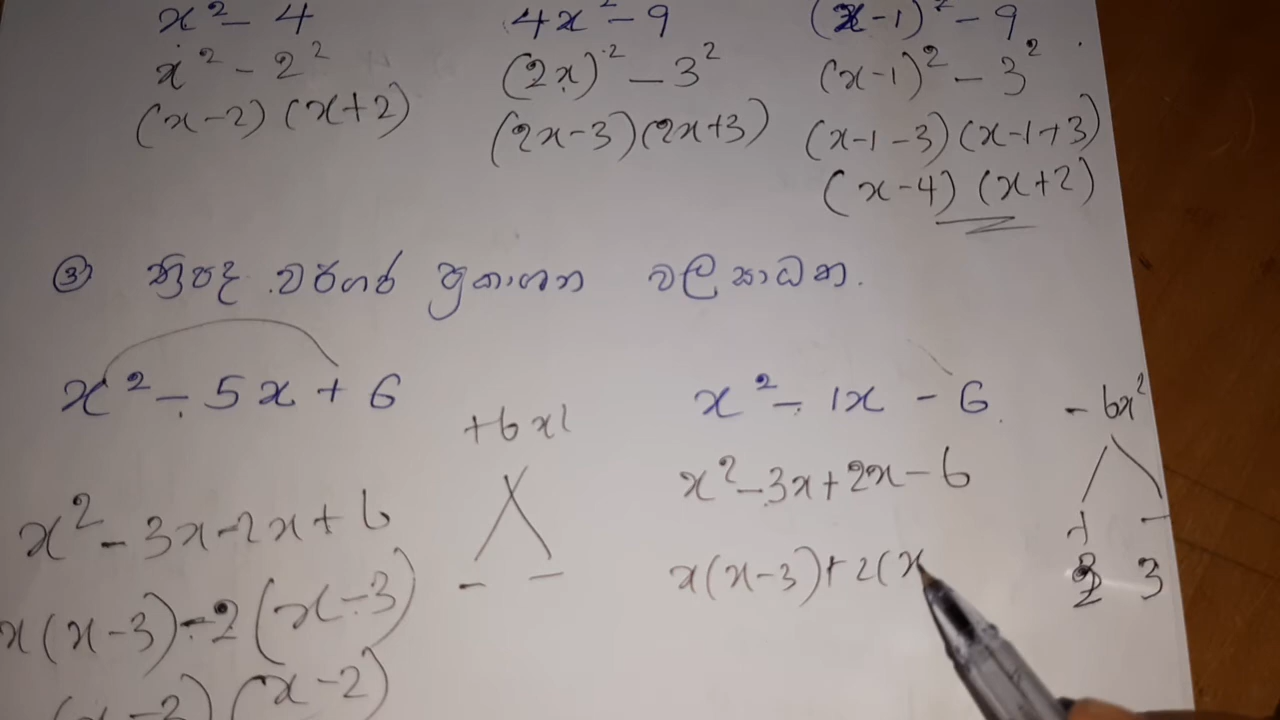 x² - 4
x² - 2²
(x-2) (x+2)
4x² - 9
(2x)² - 3²
(2x-3)(2x+3)
(x-1)² - 9
(x-1)² - 3²
(x-1-3)(x-1+3)
(x-4) (x+2)
③ ත්‍රිපද වර්ගජ ප්‍රකාශන වල සාධක.
x² - 5x + 6
+6x²
x² - 3x - 2x + 6
- -
x(x-3) - 2(x-3)
(x-3)(x-2)
x² - 1x - 6
-6x²
x² - 3x + 2x - 6
+ -
2 3
x(x-3) + 2(x